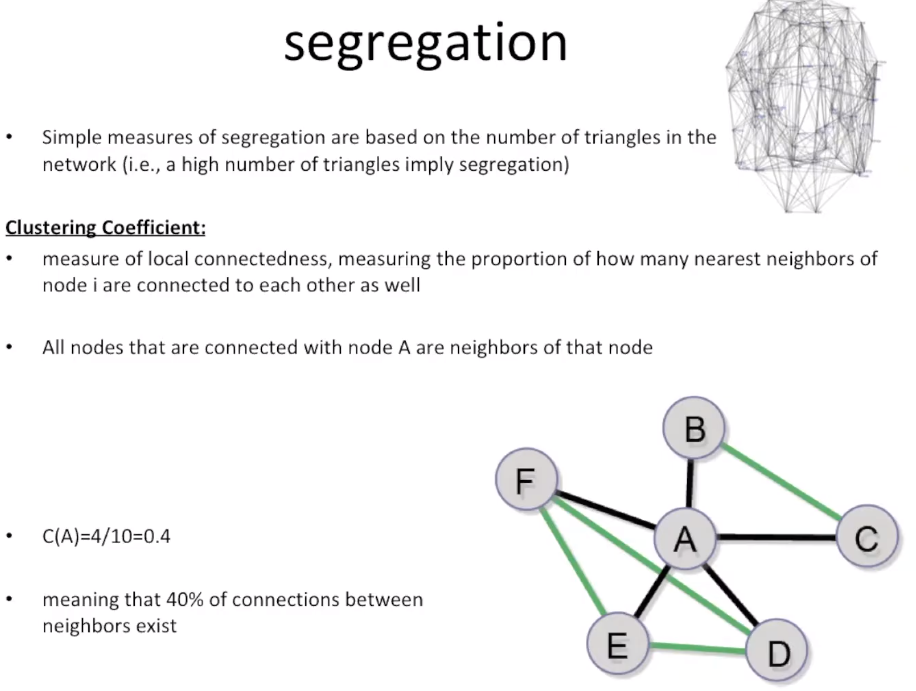 segregation
• Simple measures of segregation are based on the number of triangles in the
network (i.e., a high number of triangles imply segregation)
Clustering Coefficient:
• measure of local connectedness, measuring the proportion of how many nearest neighbors of
node i are connected to each other as well
• All nodes that are connected with node A are neighbors of that node
B
F
A
C
• C(A)=4/10=0.4
• meaning that 40% of connections between
neighbors exist
E
D